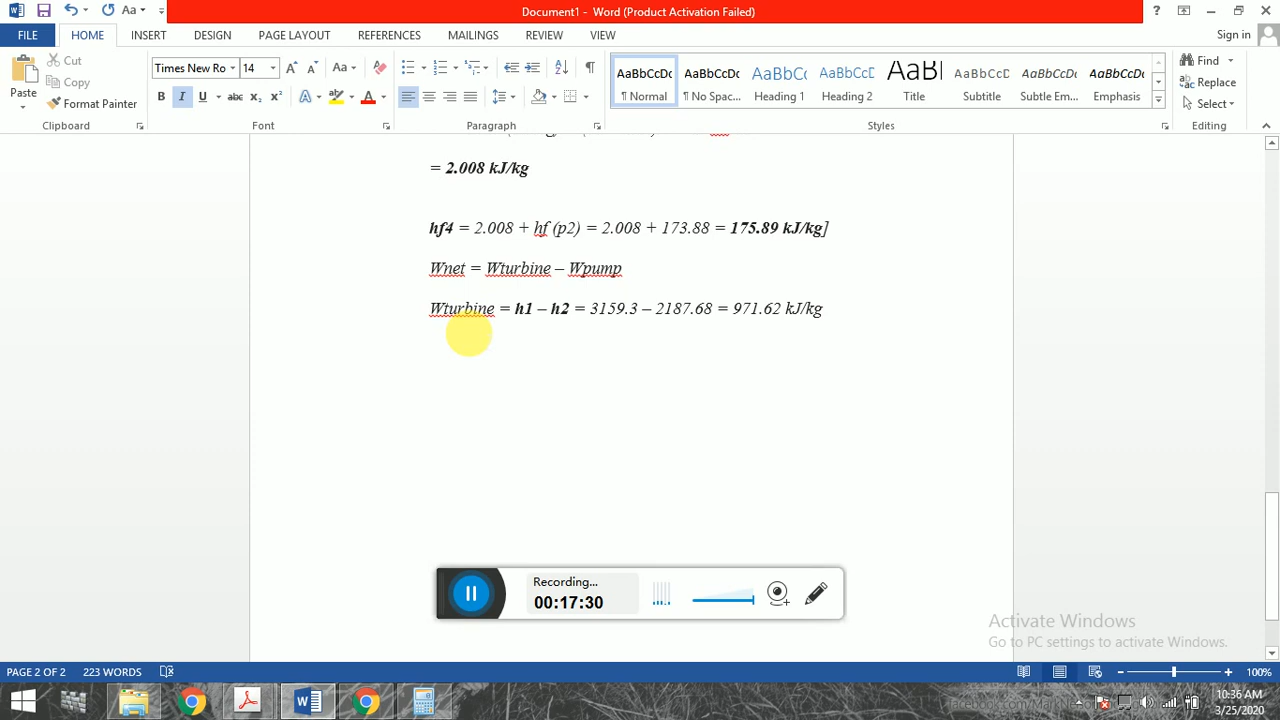 Document1 - Word (Product Activation Failed)
FILE HOME INSERT DESIGN PAGE LAYOUT REFERENCES MAILINGS REVIEW VIEW Sign in
Paste Cut Copy Format Painter Clipboard
Times New Ro 14 Aa Font
Paragraph
AaBbCcDc AaBbCcDc AaBbCc AaBbCcD AaBl AaBbCcD AaBbCcDc AaBbCcDc
¶ Normal ¶ No Spac... Heading 1 Heading 2 Title Subtitle Subtle Em... Emphasis
Styles
Find Replace Select Editing
= 2.008 kJ/kg
hf4 = 2.008 + hf (p2) = 2.008 + 173.88 = 175.89 kJ/kg]
Wnet = Wturbine – Wpump
Wturbine = h1 – h2 = 3159.3 – 2187.68 = 971.62 kJ/kg
Recording...
00:17:30
Activate Windows
Go to PC settings to activate Windows.
PAGE 2 OF 2 223 WORDS 100%
10:36 AM
3/25/2020